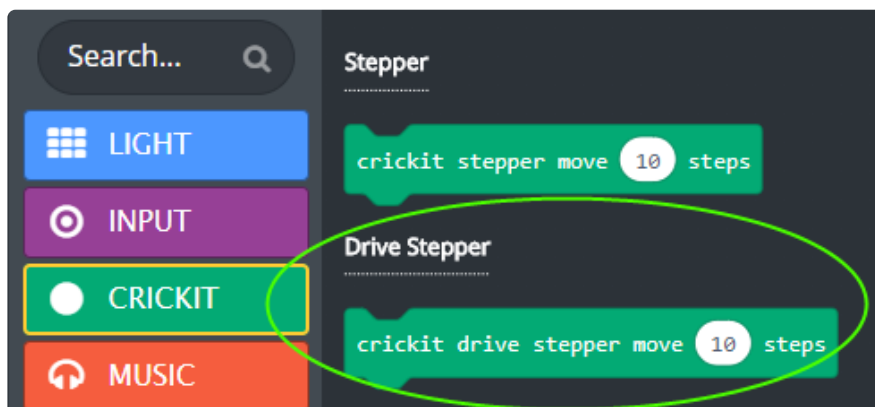 Search...
LIGHT
INPUT
CRICKIT
MUSIC
Stepper
crickit stepper move 10 steps
Drive Stepper
crickit drive stepper move 10 steps